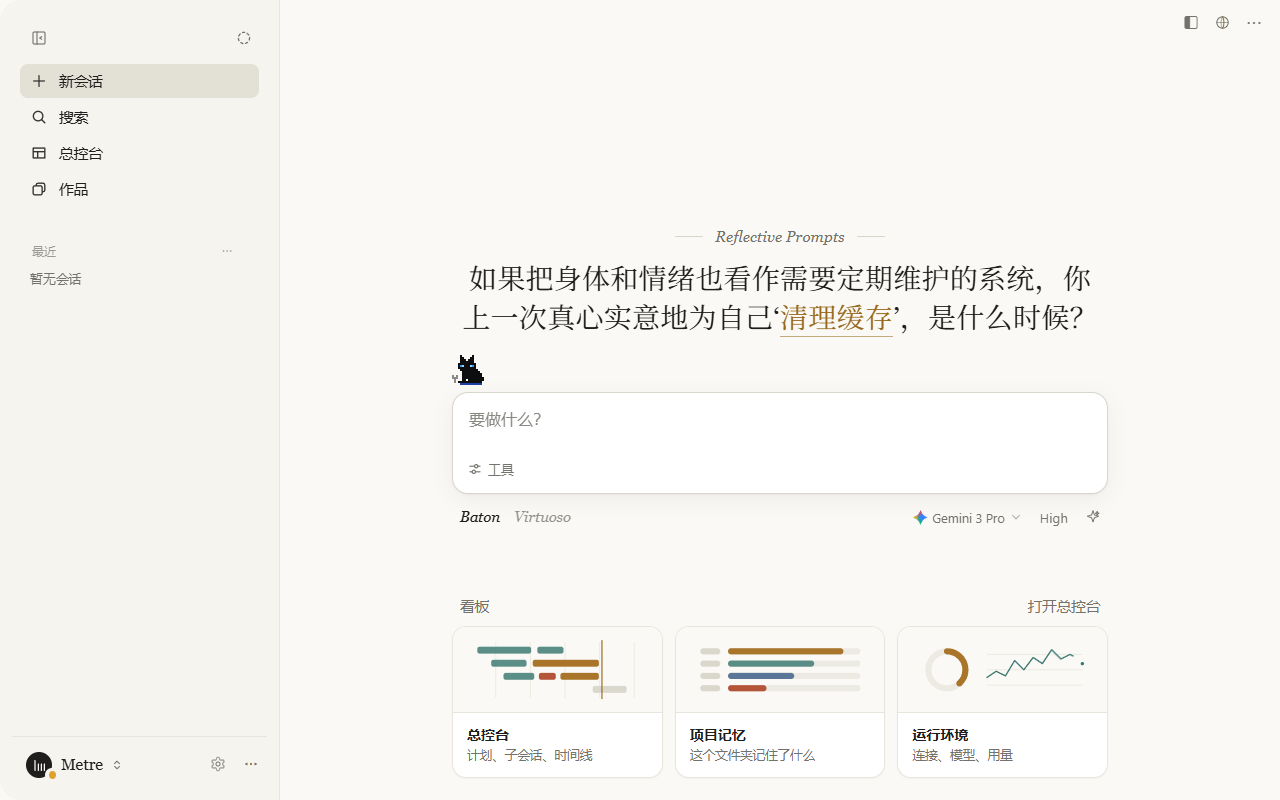 新会话
搜索
总控台
作品
最近
暂无会话
Metre
Reflective Prompts
如果把身体和情绪也看作需要定期维护的系统，你
上一次真心实意地为自己‘清理缓存’，是什么时候？
要做什么？
工具
Baton Virtuoso
Gemini 3 Pro High
看板 打开总控台
总控台
计划、子会话、时间线
项目记忆
这个文件夹记住了什么
运行环境
连接、模型、用量